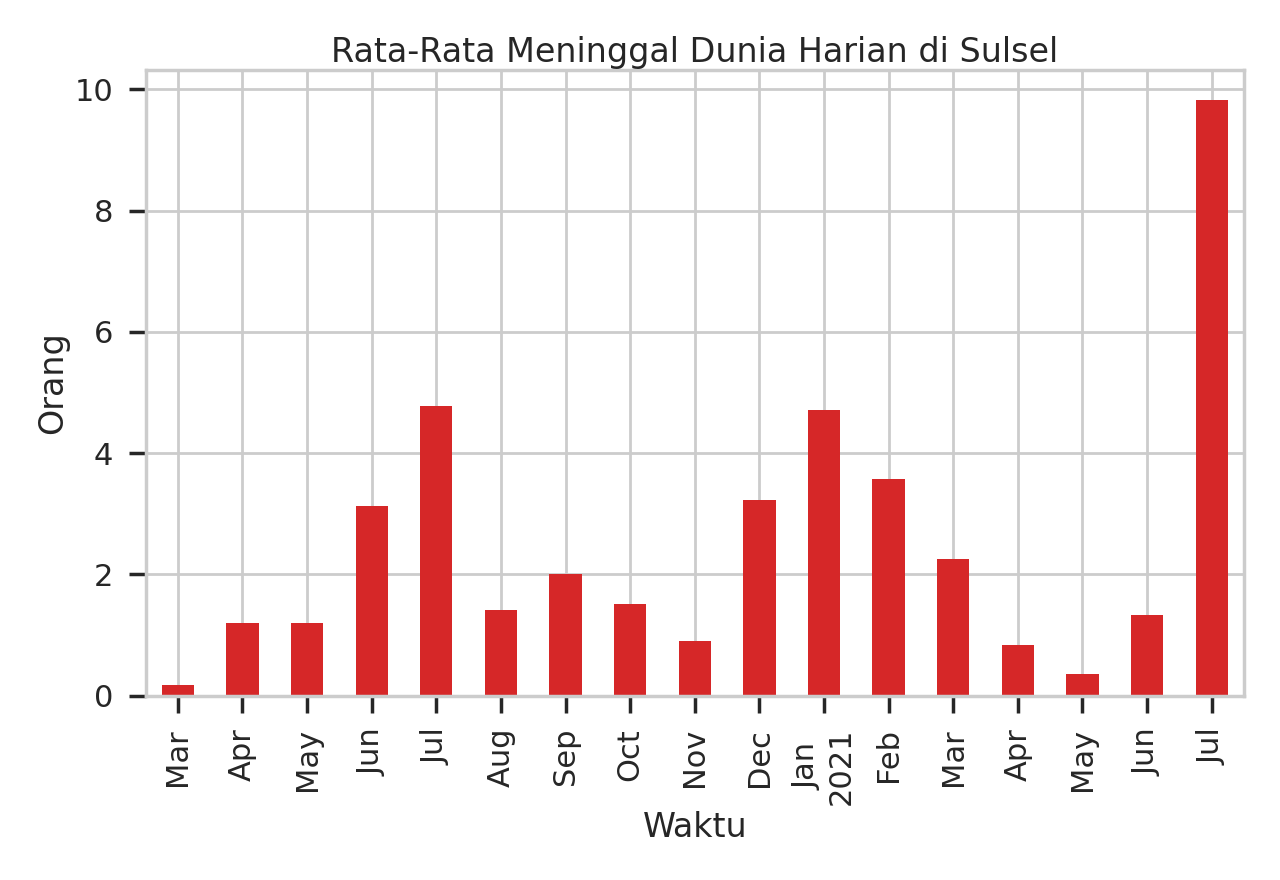 Rata-Rata Meninggal Dunia Harian di Sulsel
10
8
6
4
2
0
Orang
Mar
Apr
May
Jun
Jul
Aug
Sep
Oct
Nov
Dec
Jan
2021
Feb
Mar
Apr
May
Jun
Jul
Waktu